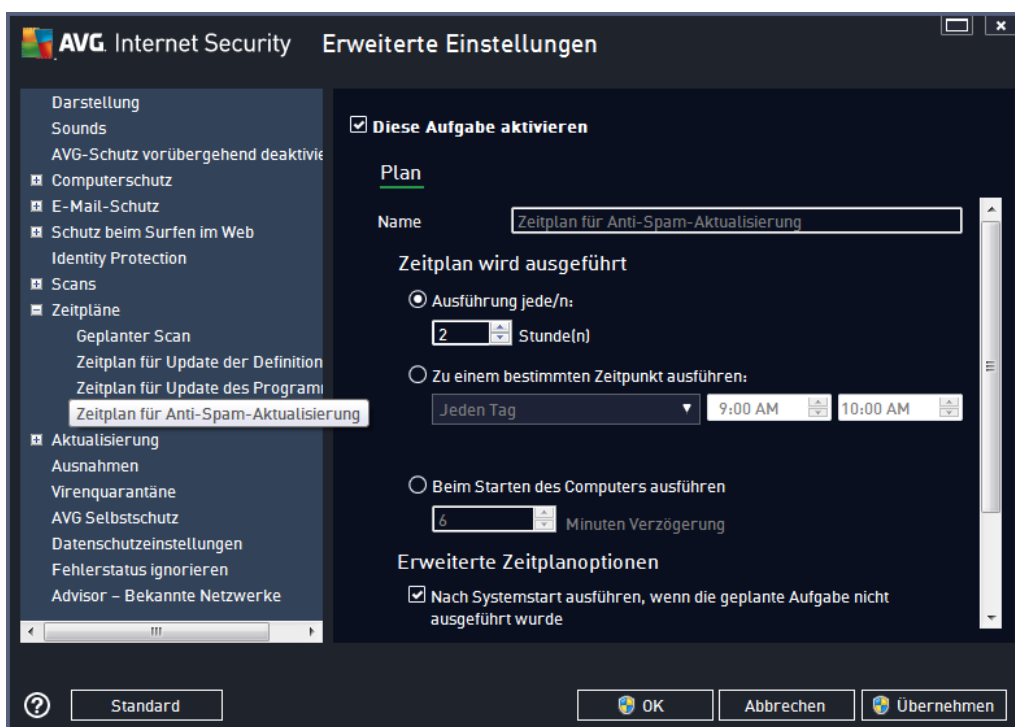 AVG. Internet Security Erweiterte Einstellungen
Darstellung
Sounds
AVG-Schutz vorübergehend deaktivie
Computerschutz
E-Mail-Schutz
Schutz beim Surfen im Web
Identity Protection
Scans
Zeitpläne
Geplanter Scan
Zeitplan für Update der Definition
Zeitplan für Update des Programm
Zeitplan für Anti-Spam-Aktualisierung
Aktualisierung
Ausnahmen
Virenquarantäne
AVG Selbstschutz
Datenschutzeinstellungen
Fehlerstatus ignorieren
Advisor – Bekannte Netzwerke
Diese Aufgabe aktivieren
Plan
Name Zeitplan für Anti-Spam-Aktualisierung
Zeitplan wird ausgeführt
Ausführung jede/n:
2 Stunde(n)
Zu einem bestimmten Zeitpunkt ausführen:
Jeden Tag 9:00 AM 10:00 AM
Beim Starten des Computers ausführen
6 Minuten Verzögerung
Erweiterte Zeitplanoptionen
Nach Systemstart ausführen, wenn die geplante Aufgabe nicht
ausgeführt wurde
Standard OK Abbrechen Übernehmen